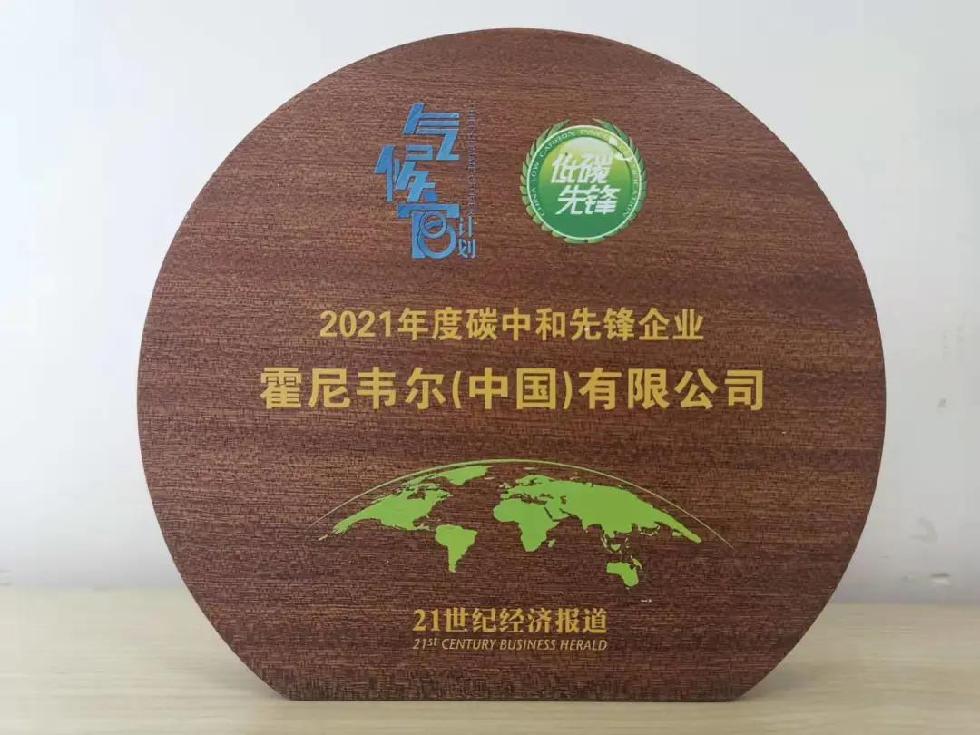 气候官
计划
低碳
先锋
2021年度碳中和先锋企业
霍尼韦尔(中国)有限公司
21世纪经济报道
21ST CENTURY BUSINESS HERALD